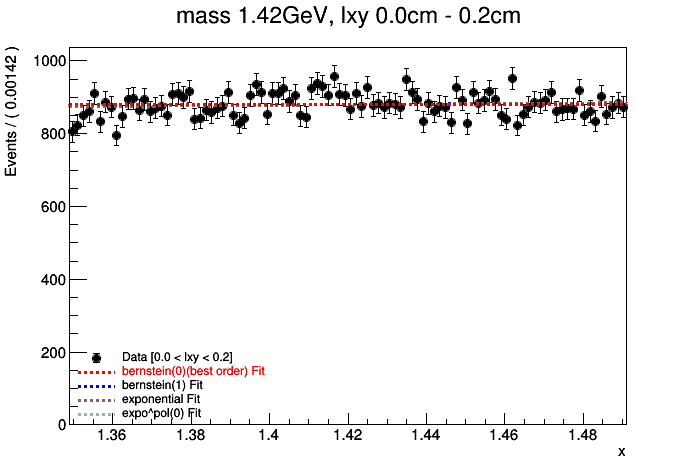 mass 1.42GeV, lxy 0.0cm - 0.2cm
Events / ( 0.00142 )
1000
800
600
400
200
0
Data [0.0 < lxy < 0.2]
bernstein(0)(best order) Fit
bernstein(1) Fit
exponential Fit
expo^pol(0) Fit
1.36 1.38 1.4 1.42 1.44 1.46 1.48
x